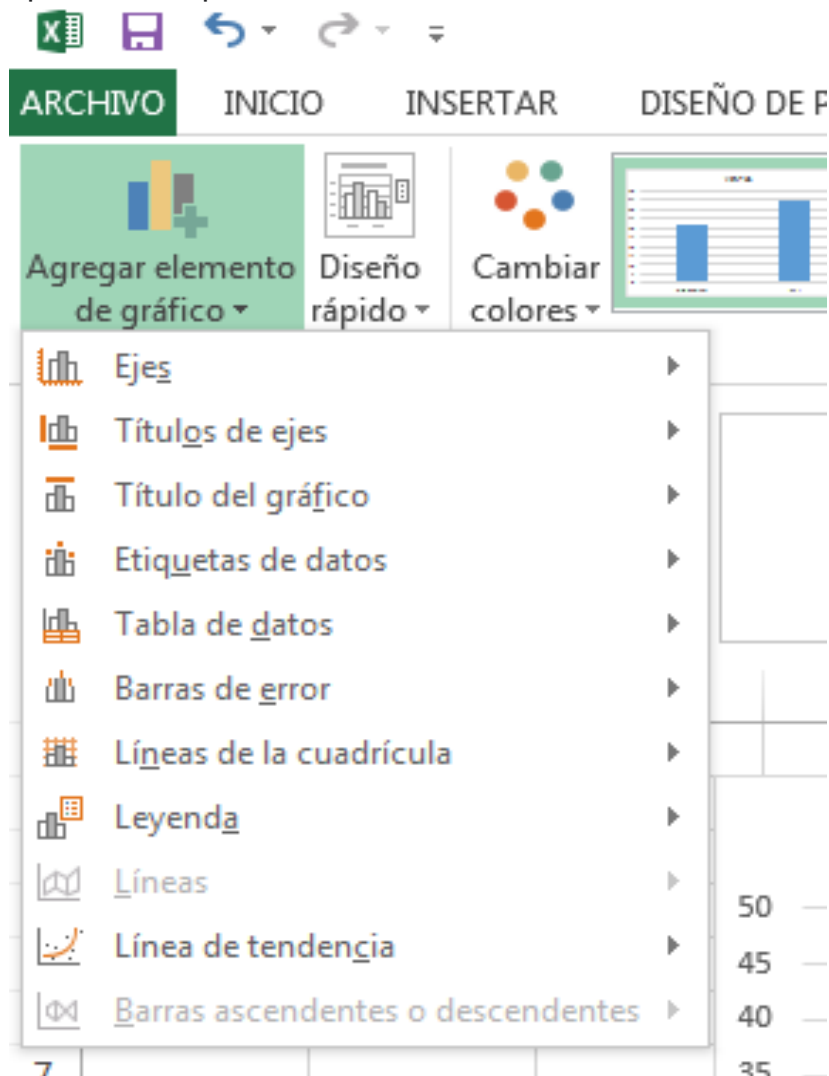 ARCHIVO INICIO INSERTAR DISEÑO DE P
Agregar elemento de gráfico
Diseño rápido
Cambiar colores
Ejes
Títulos de ejes
Título del gráfico
Etiquetas de datos
Tabla de datos
Barras de error
Líneas de la cuadrícula
Leyenda
Líneas
Línea de tendencia
Barras ascendentes o descendentes
50
45
40
35
7